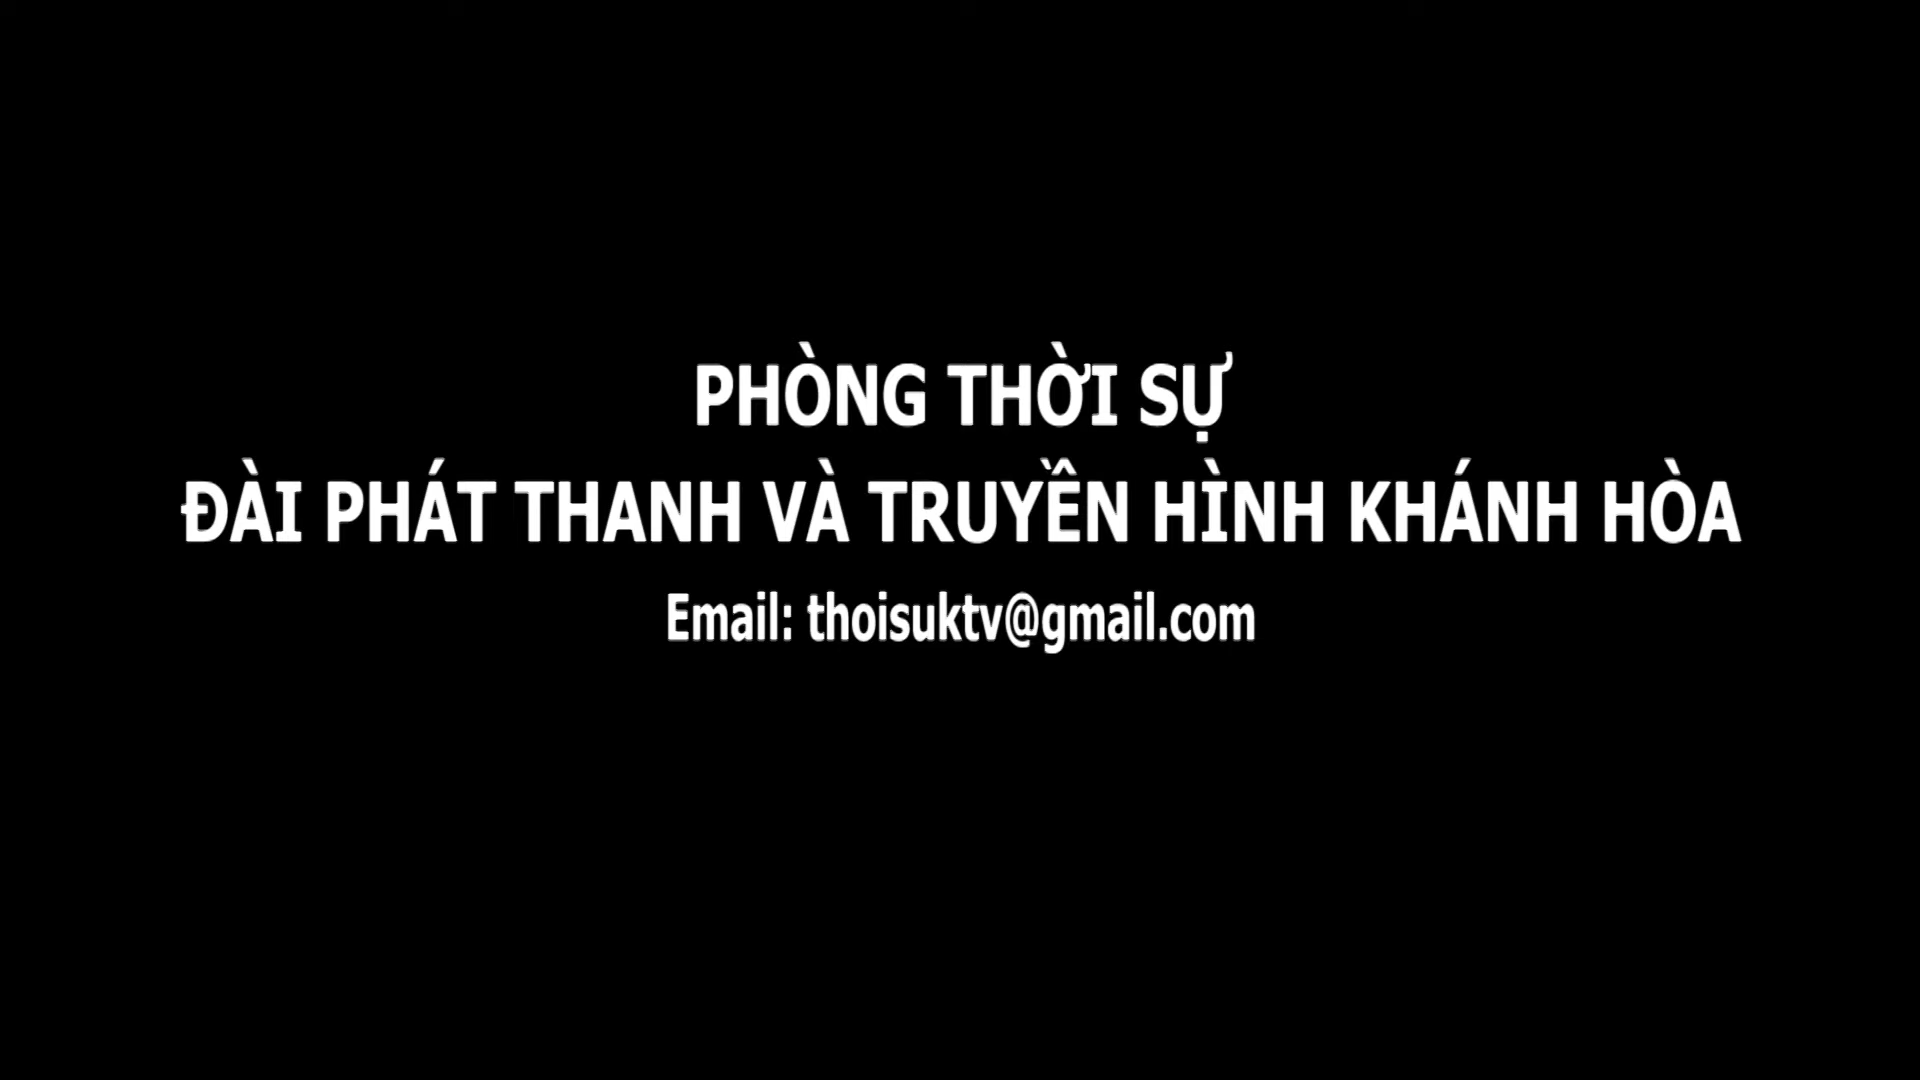 PHÒNG THỜI SỰ
ĐÀI PHÁT THANH VÀ TRUYỀN HÌNH KHÁNH HÒA
Email: thoisuktv@gmail.com